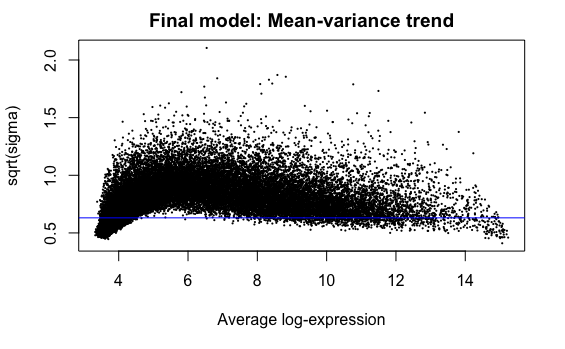 Final model: Mean-variance trend
sqrt(sigma)
2.0
1.5
1.0
0.5
4 6 8 10 12 14
Average log-expression